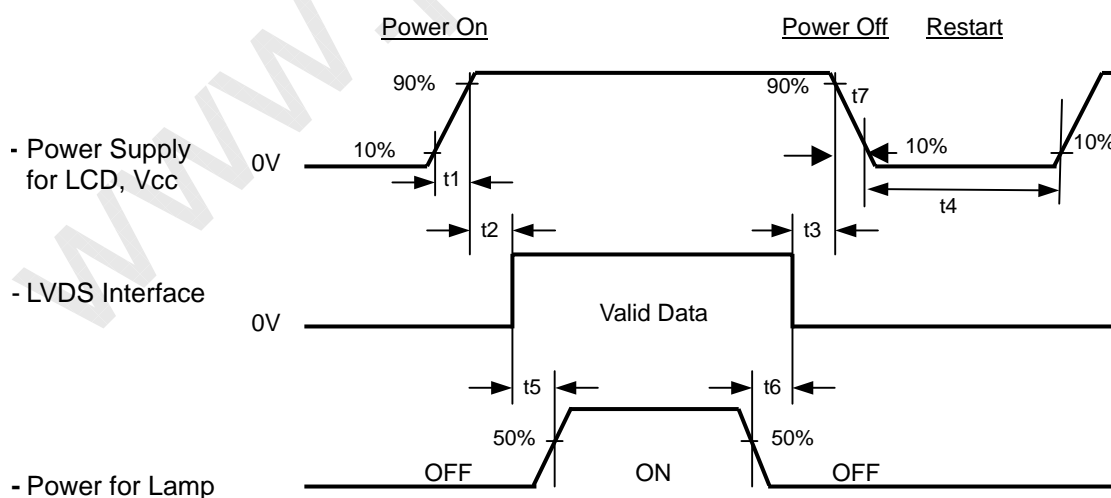 Power On
Power Off Restart
90% 90% t7
- Power Supply
for LCD, Vcc
0V 10% 10% 10%
t1 t4
t2 t3
- LVDS Interface
0V Valid Data
t5 t6
50% 50%
- Power for Lamp OFF ON OFF